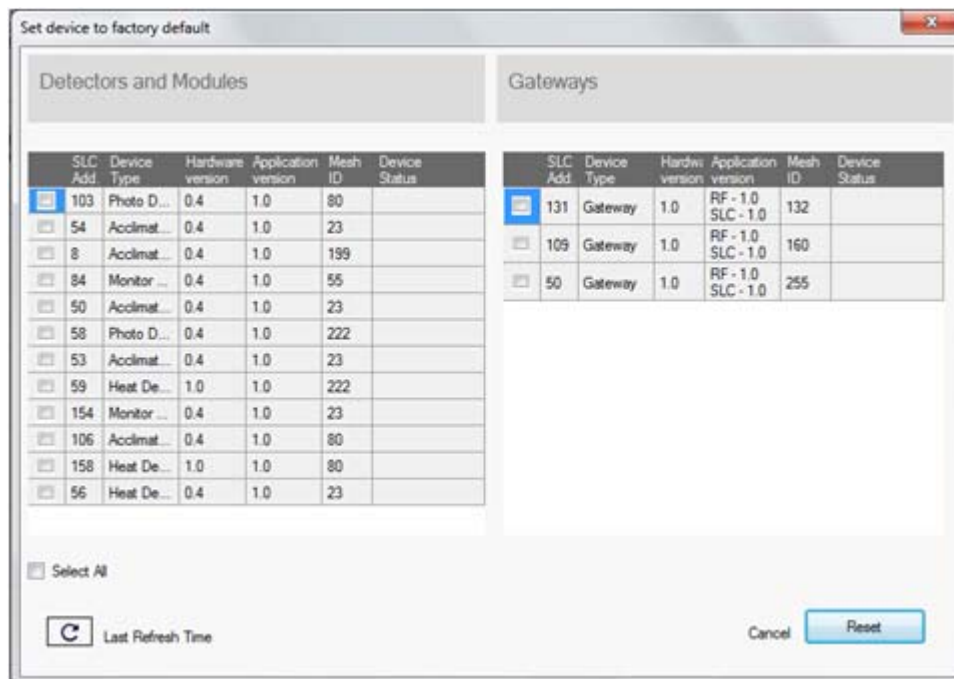 Set device to factory default
Detectors and Modules
Gateways
SLC Add Device Type Hardware version Application version Mesh ID Device Status
103 Photo D... 0.4 1.0 80
54 Acclimat... 0.4 1.0 23
8 Acclimat... 0.4 1.0 199
84 Monitor ... 0.4 1.0 55
50 Acclimat... 0.4 1.0 23
58 Photo D... 0.4 1.0 222
53 Acclimat... 0.4 1.0 23
59 Heat De... 1.0 1.0 222
154 Monitor ... 0.4 1.0 23
106 Acclimat... 0.4 1.0 80
158 Heat De... 1.0 1.0 80
56 Heat De... 0.4 1.0 23
SLC Add Device Type Hardw version Application version Mesh ID Device Status
131 Gateway 1.0 RF - 1.0 SLC - 1.0 132
109 Gateway 1.0 RF - 1.0 SLC - 1.0 160
50 Gateway 1.0 RF - 1.0 SLC - 1.0 255
Select All
Last Refresh Time
Cancel
Reset